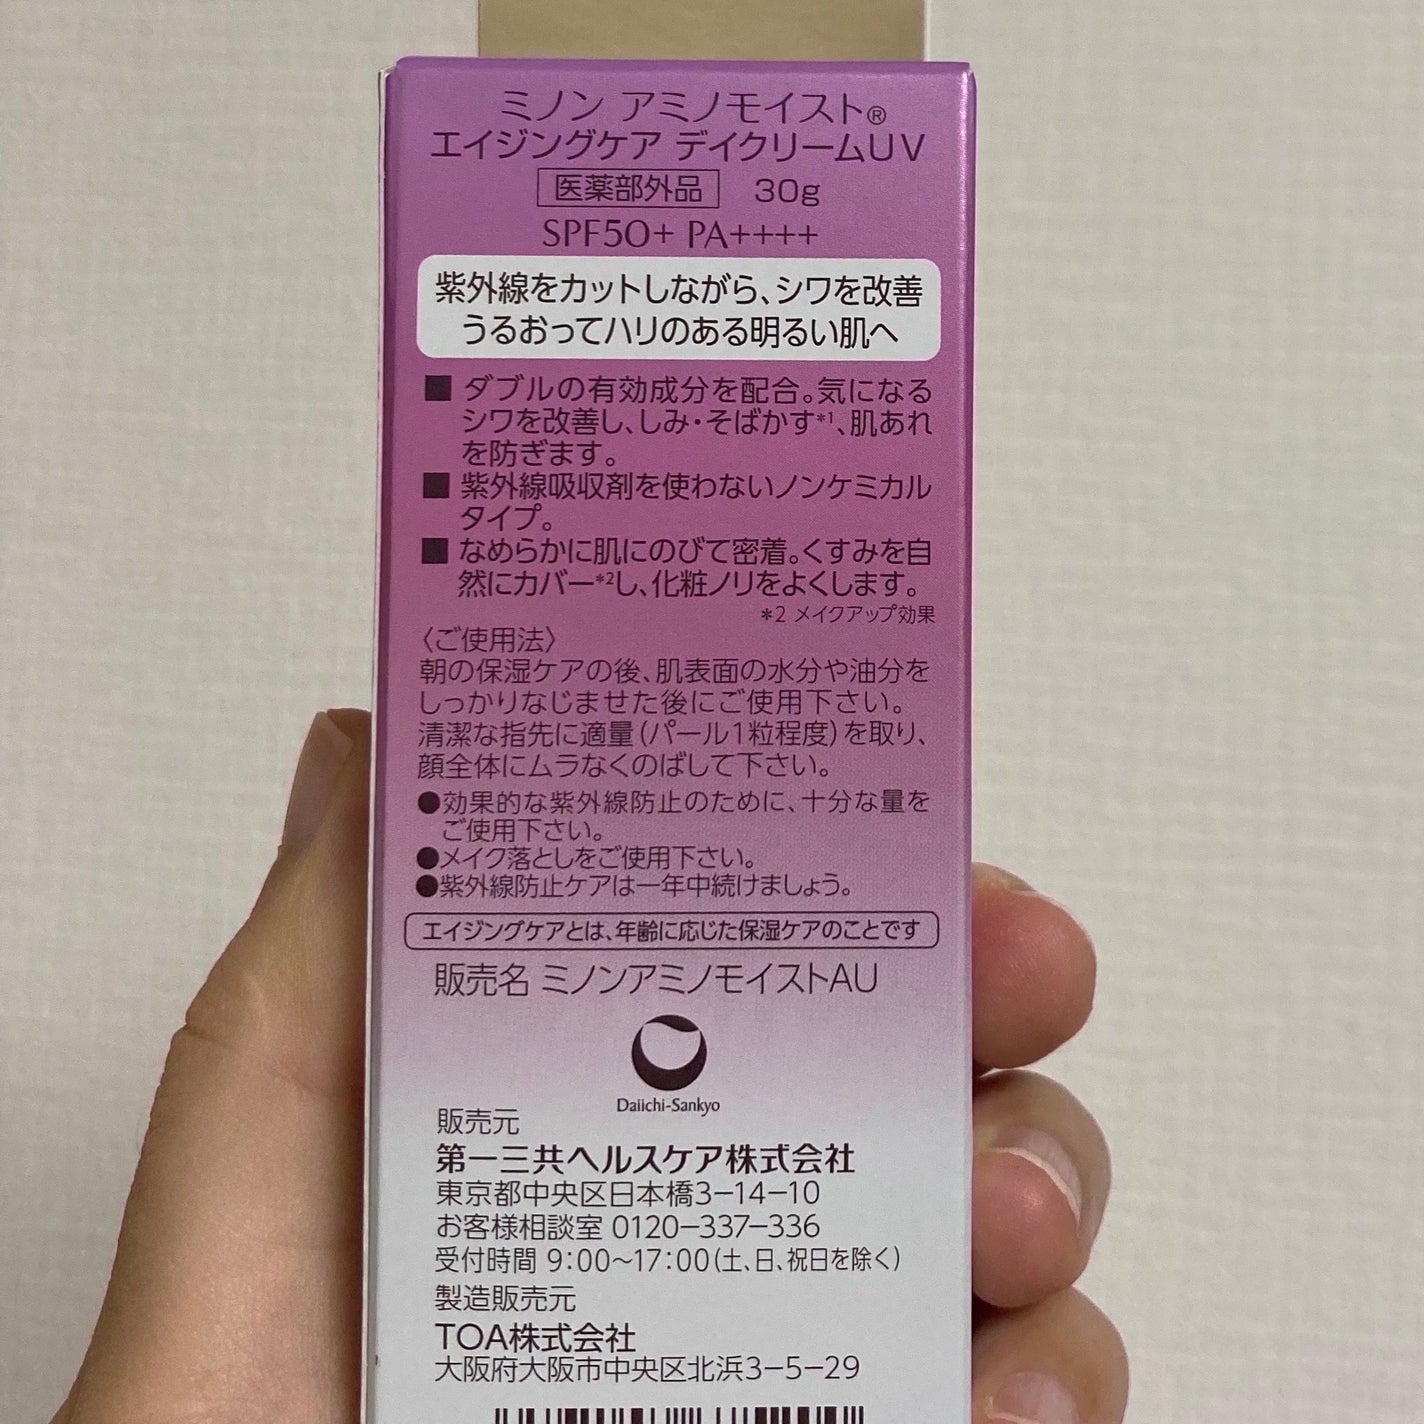 ミノン アミノモイスト®
エイジングケア デイクリームUV
医薬部外品 30g
SPF50+ PA++++
紫外線をカットしながら、シワを改善
うるおってハリのある明るい肌へ
■ ダブルの有効成分を配合。気になる
シワを改善し、しみ・そばかす*1、肌あれ
を防ぎます。
■ 紫外線吸収剤を使わないノンケミカル
タイプ。
■ なめらかに肌にのびて密着。くすみを自
然にカバー*2し、化粧ノリをよくします。
*2 メイクアップ効果
〈ご使用法〉
朝の保湿ケアの後、肌表面の水分や油分を
しっかりなじませた後にご使用下さい。
清潔な指先に適量(パール1粒程度)を取り、
顔全体にムラなくのばして下さい。
●効果的な紫外線防止のために、十分な量を
ご使用下さい。
●メイク落としをご使用下さい。
●紫外線防止ケアは一年中続けましょう。
エイジングケアとは、年齢に応じた保湿ケアのことです
販売名 ミノンアミノモイストAU
Daiichi-Sankyo
販売元
第一三共ヘルスケア株式会社
東京都中央区日本橋3-14-10
お客様相談室 0120-337-336
受付時間 9:00～17:00(土、日、祝日を除く)
製造販売元
TOA株式会社
大阪府大阪市中央区北浜3-5-29